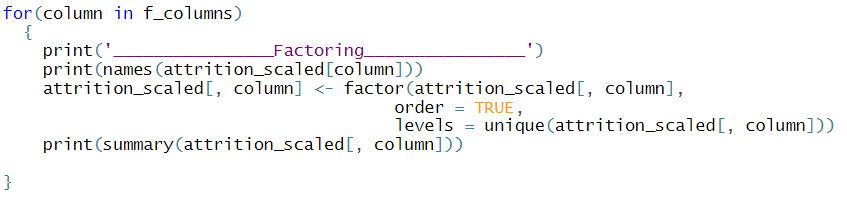 for(column in f_columns)
{
print('________________Factoring________________')
print(names(attrition_scaled[column]))
attrition_scaled[, column] <- factor(attrition_scaled[, column],
order = TRUE,
levels = unique(attrition_scaled[, column]))
print(summary(attrition_scaled[, column]))
}